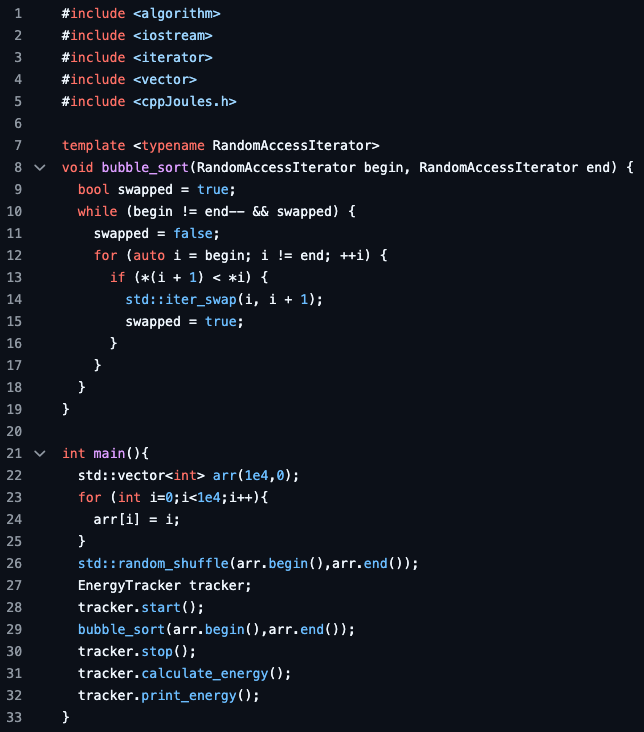 1 #include <algorithm>
2 #include <iostream>
3 #include <iterator>
4 #include <vector>
5 #include <cppJoules.h>
6
7 template <typename RandomAccessIterator>
8 void bubble_sort(RandomAccessIterator begin, RandomAccessIterator end) {
9   bool swapped = true;
10   while (begin != end-- && swapped) {
11     swapped = false;
12     for (auto i = begin; i != end; ++i) {
13       if (*(i + 1) < *i) {
14         std::iter_swap(i, i + 1);
15         swapped = true;
16       }
17     }
18   }
19 }
20
21 int main(){
22   std::vector<int> arr(1e4,0);
23   for (int i=0;i<1e4;i++){
24     arr[i] = i;
25   }
26   std::random_shuffle(arr.begin(),arr.end());
27   EnergyTracker tracker;
28   tracker.start();
29   bubble_sort(arr.begin(),arr.end());
30   tracker.stop();
31   tracker.calculate_energy();
32   tracker.print_energy();
33 }